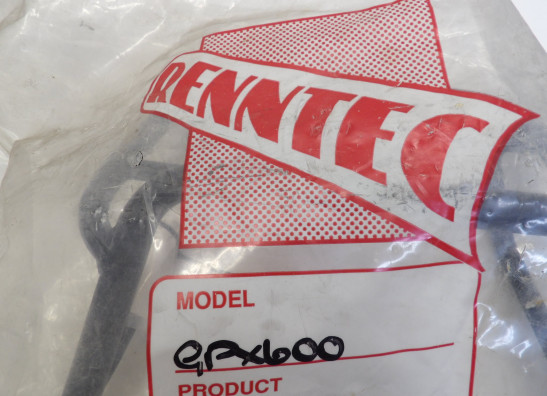 RENNTEC
MODEL
GPX600
PRODUCT